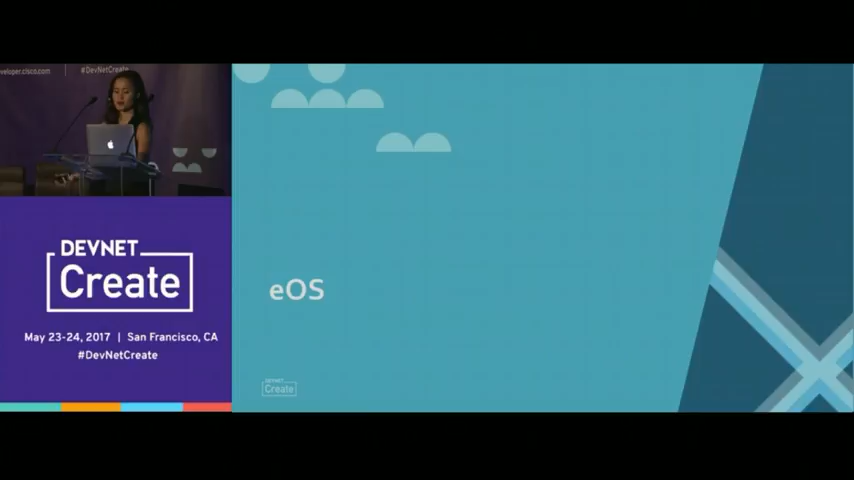 veloper.cisco.com | #DevNetCreate
DEVNET
Create
May 23-24, 2017 | San Francisco, CA
#DevNetCreate
eOS
DEVNET
Create